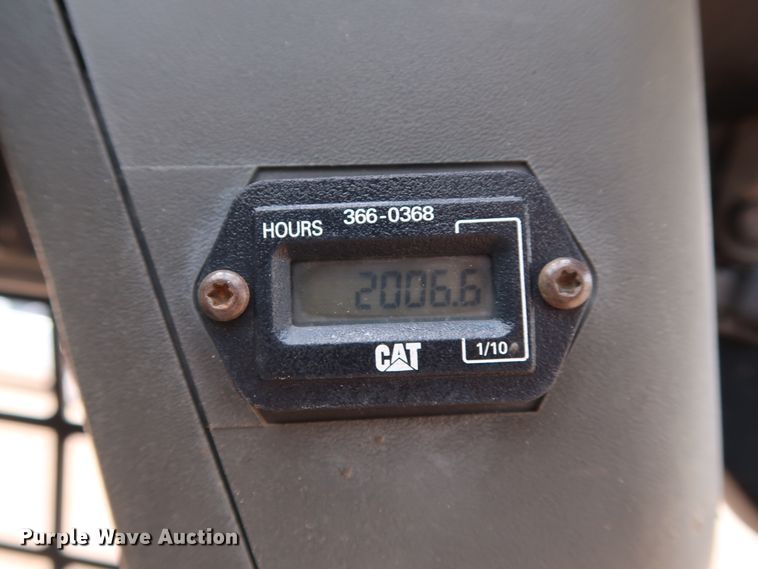 366-0368
HOURS
2006.6
CAT
1/10
Purple Wave Auction